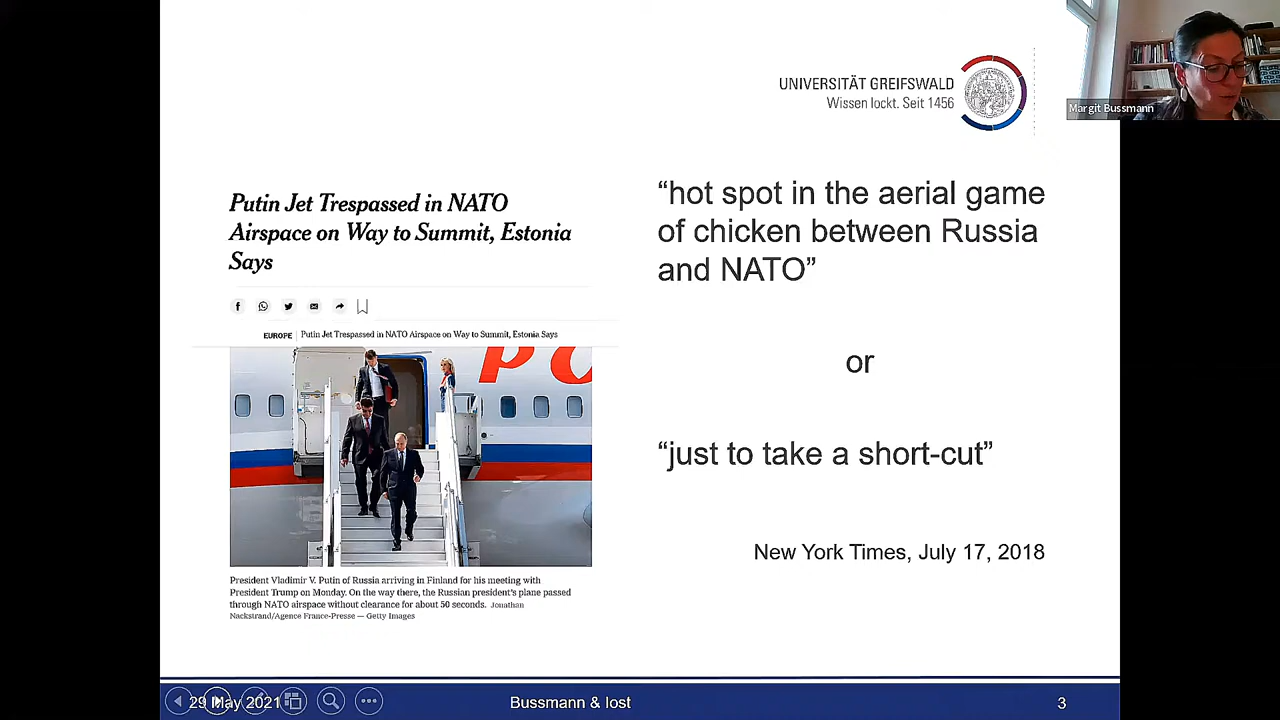 UNIVERSITÄT GREIFSWALD
Wissen lockt. Seit 1456
Margit Bussmann
Putin Jet Trespassed in NATO
Airspace on Way to Summit, Estonia
Says
EUROPE | Putin Jet Trespassed in NATO Airspace on Way to Summit, Estonia Says
PO
President Vladimir V. Putin of Russia arriving in Finland for his meeting with
President Trump on Monday. On the way there, the Russian president's plane passed
through NATO airspace without clearance for about 50 seconds. Jonathan
Nackstrand/Agence France-Presse — Getty Images
“hot spot in the aerial game
of chicken between Russia
and NATO”
or
“just to take a short-cut”
New York Times, July 17, 2018
29 May 2021
Bussmann & Iost
3